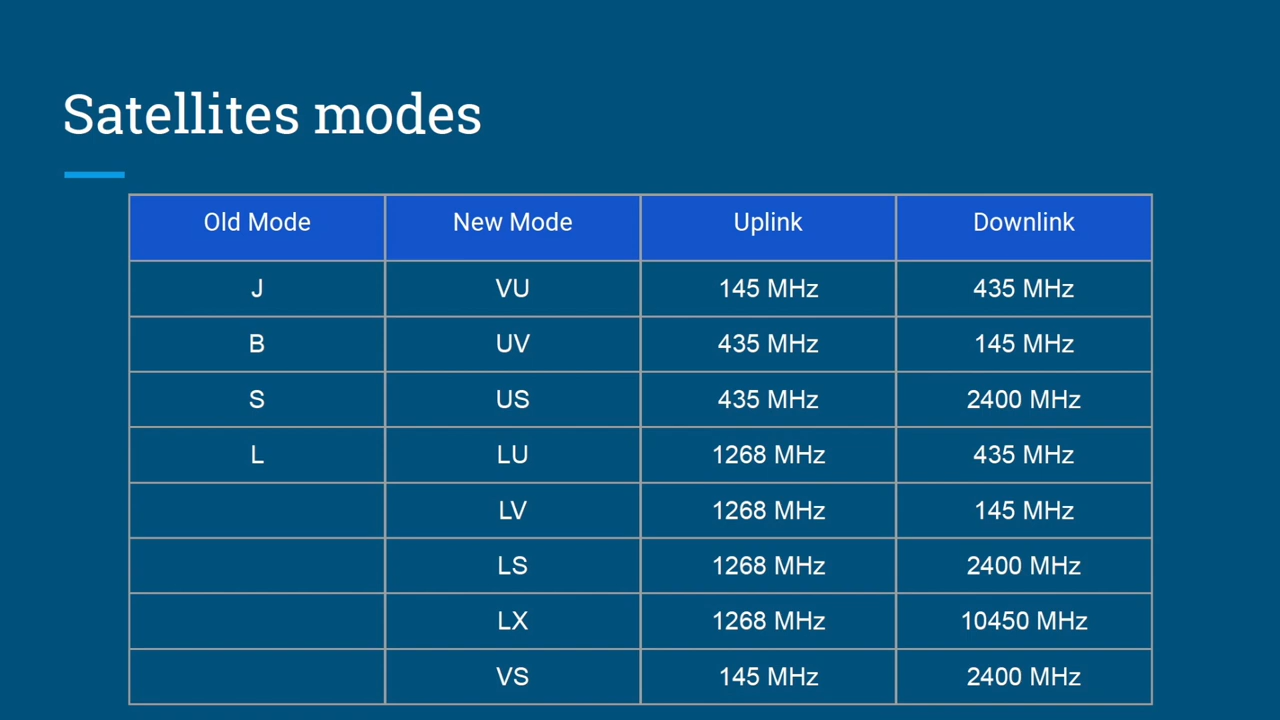 Satellites modes
Old Mode New Mode Uplink Downlink
J VU 145 MHz 435 MHz
B UV 435 MHz 145 MHz
S US 435 MHz 2400 MHz
L LU 1268 MHz 435 MHz
LV 1268 MHz 145 MHz
LS 1268 MHz 2400 MHz
LX 1268 MHz 10450 MHz
VS 145 MHz 2400 MHz